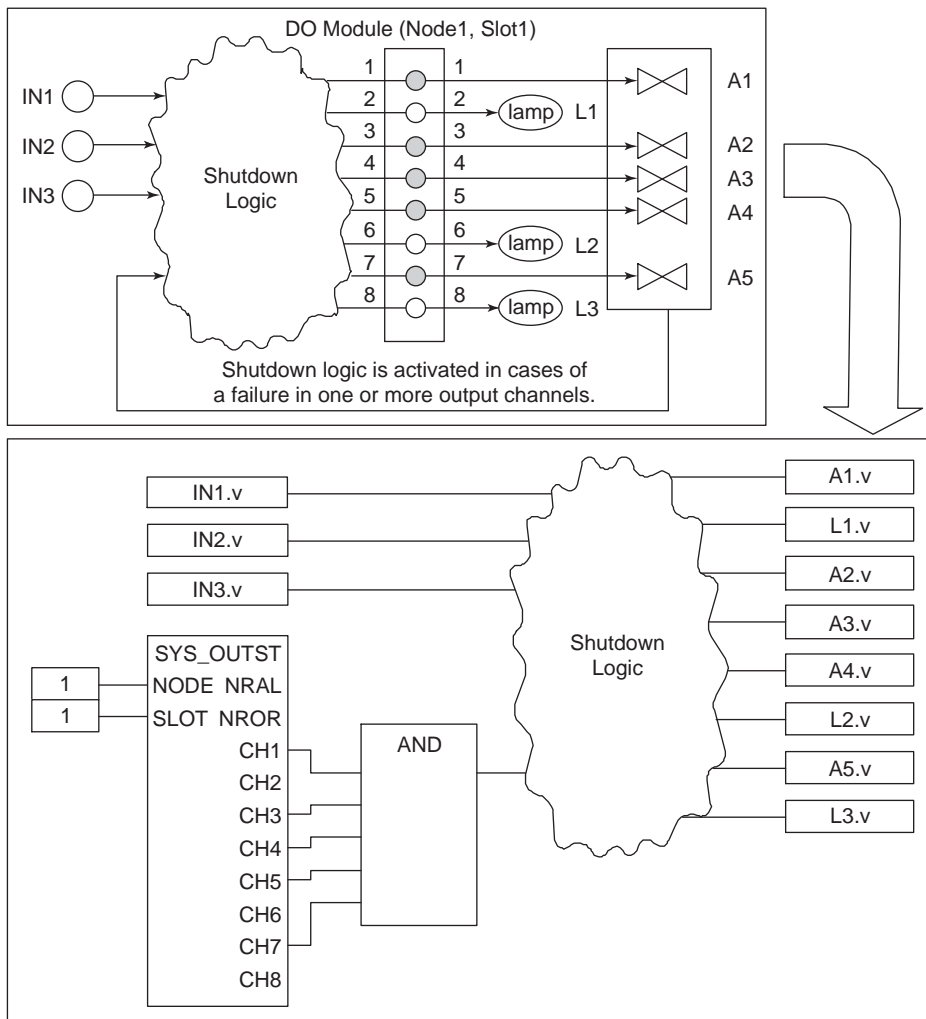 DO Module (Node1, Slot1)
IN1
IN2
IN3
Shutdown
Logic
1 1 A1
2 2 lamp L1
3 3 A2
4 4 A3
5 5 A4
6 6 lamp L2
7 7 A5
8 8 lamp L3
Shutdown logic is activated in cases of
a failure in one or more output channels.
IN1.v
IN2.v
IN3.v
SYS_OUTST
1 NODE NRAL
1 SLOT NROR
CH1
CH2
CH3
CH4
CH5
CH6
CH7
CH8
AND
Shutdown
Logic
A1.v
L1.v
A2.v
A3.v
A4.v
L2.v
A5.v
L3.v